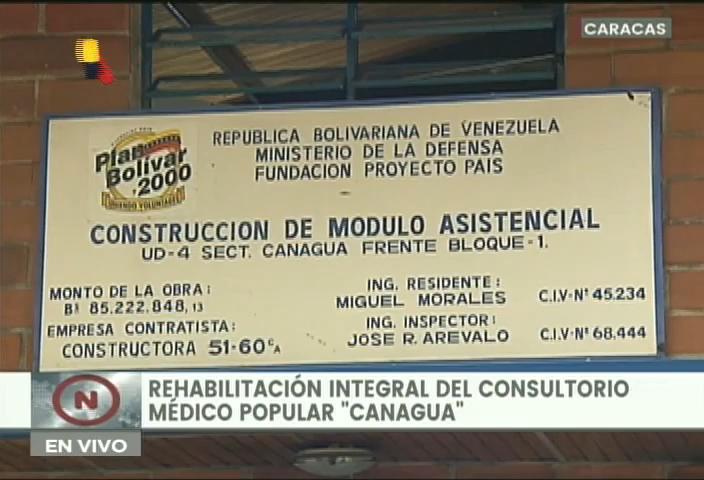 CARACAS
Plan
Bolívar
2000
REPUBLICA BOLIVARIANA DE VENEZUELA
MINISTERIO DE LA DEFENSA
FUNDACION PROYECTO PAIS
CONSTRUCCION DE MODULO ASISTENCIAL
UD-4 SECT. CANAGUA FRENTE BLOQUE-1.
MONTO DE LA OBRA:
Bs 85.222.848,13
EMPRESA CONTRATISTA:
CONSTRUCTORA 51-60 C A
ING. RESIDENTE:
MIGUEL MORALES C.I.V-Nº 45.234
ING. INSPECTOR:
JOSE R. AREVALO C.I.V-Nº 68.444
N
REHABILITACIÓN INTEGRAL DEL CONSULTORIO
MÉDICO POPULAR "CANAGUA"
EN VIVO